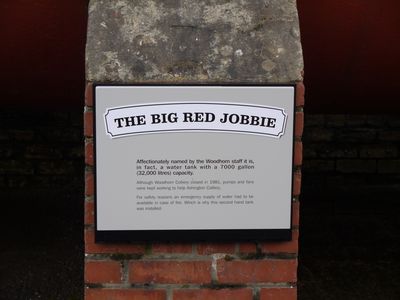 THE BIG RED JOBBIE
Affectionately named by the Woodhorn staff it is,
in fact, a water tank with a 7000 gallon
(32,000 litres) capacity.
Although Woodhorn Colliery closed in 1981, pumps and fans
were kept working to help Ashington Colliery.
For safety reasons an emergency supply of water had to be
available in case of fire. Which is why this second hand tank
was installed.